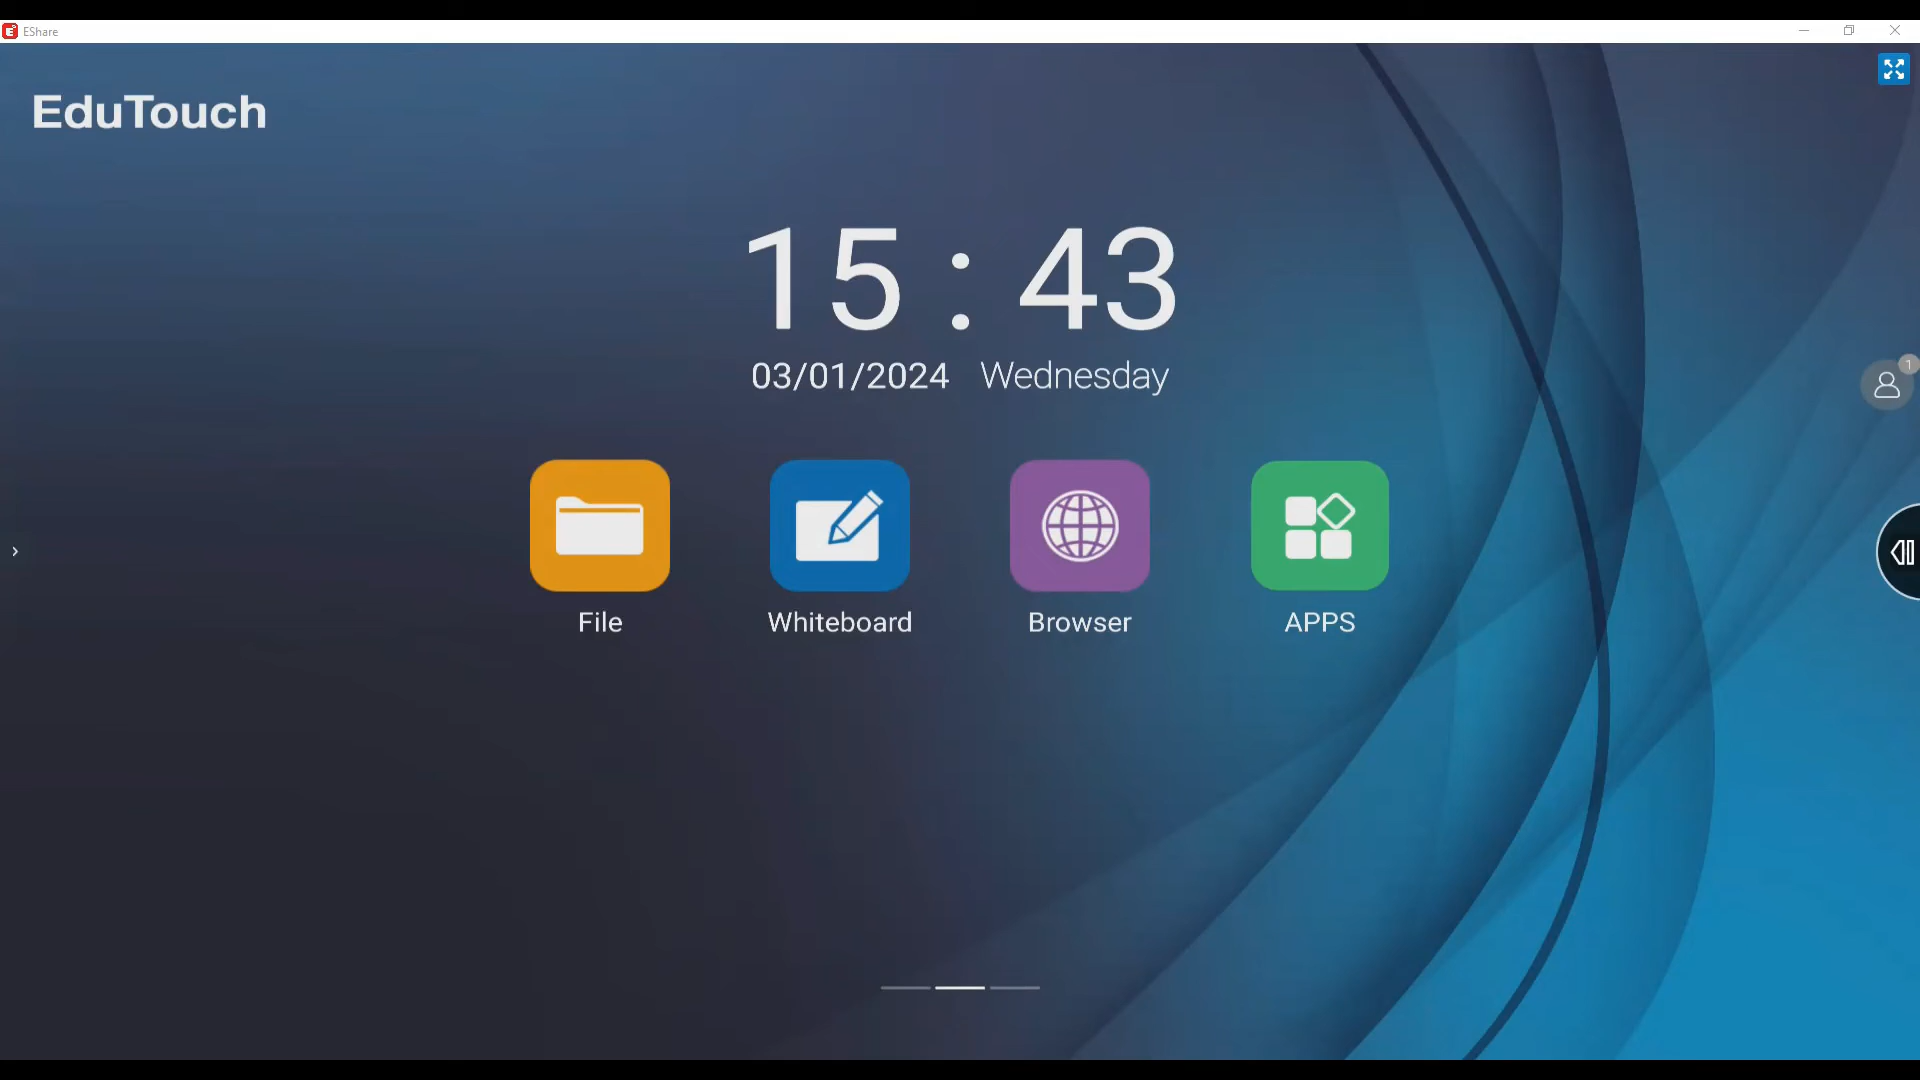 EShare
EduTouch
15 : 43
03/01/2024 Wednesday
1
File Whiteboard Browser APPS